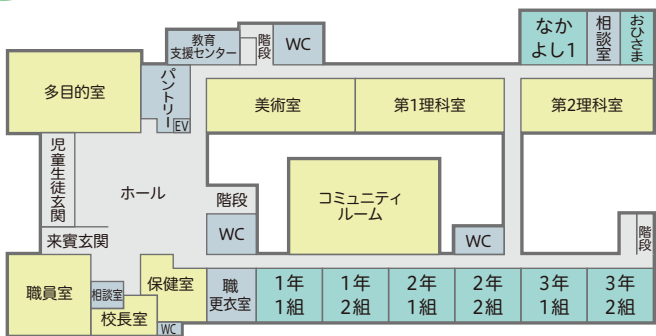 教育
支援センター
階段
WC
なか
よし1
相談室
おひさま
多目的室
パントリー
EV
美術室
第1理科室
第2理科室
児童生徒玄関
ホール
階段
コミュニティ
ルーム
WC
WC
階段
来賓玄関
職員室
相談室
保健室
校長室
WC
職
更衣室
1年
1組
1年
2組
2年
1組
2年
2組
3年
1組
3年
2組